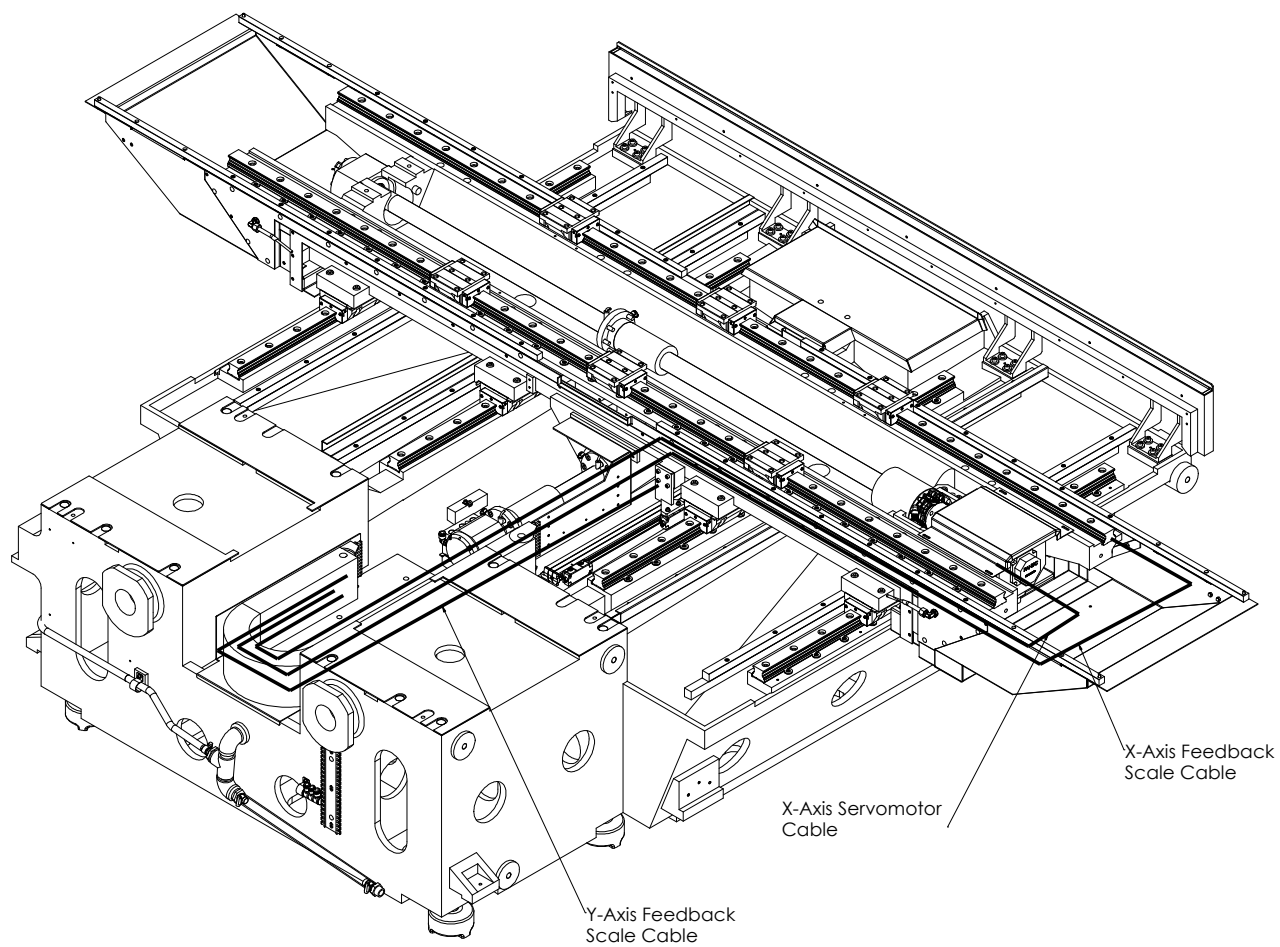 X-Axis Feedback
Scale Cable
X-Axis Servomotor
Cable
Y-Axis Feedback
Scale Cable